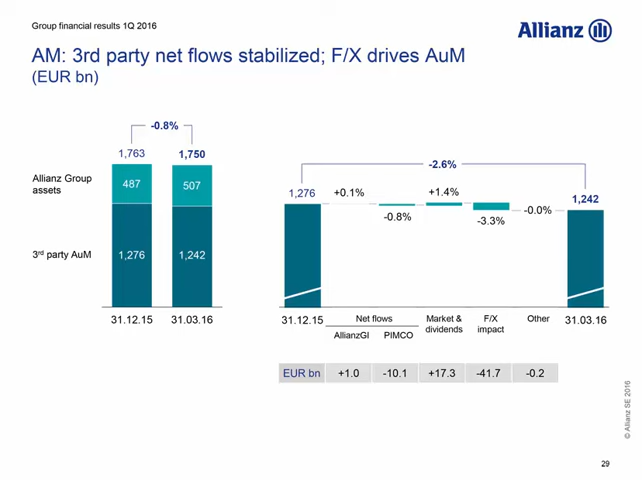 Group financial results 1Q 2016
Allianz
AM: 3rd party net flows stabilized; F/X drives AuM
(EUR bn)
-0.8%
1,763 1,750
Allianz Group
assets
487 507
3rd party AuM
1,276 1,242
31.12.15 31.03.16
-2.6%
1,276 +0.1% -0.8% +1.4% -3.3% -0.0% 1,242
31.12.15 Net flows Market & dividends F/X impact Other 31.03.16
AllianzGI PIMCO
EUR bn +1.0 -10.1 +17.3 -41.7 -0.2
© Allianz SE 2016
29